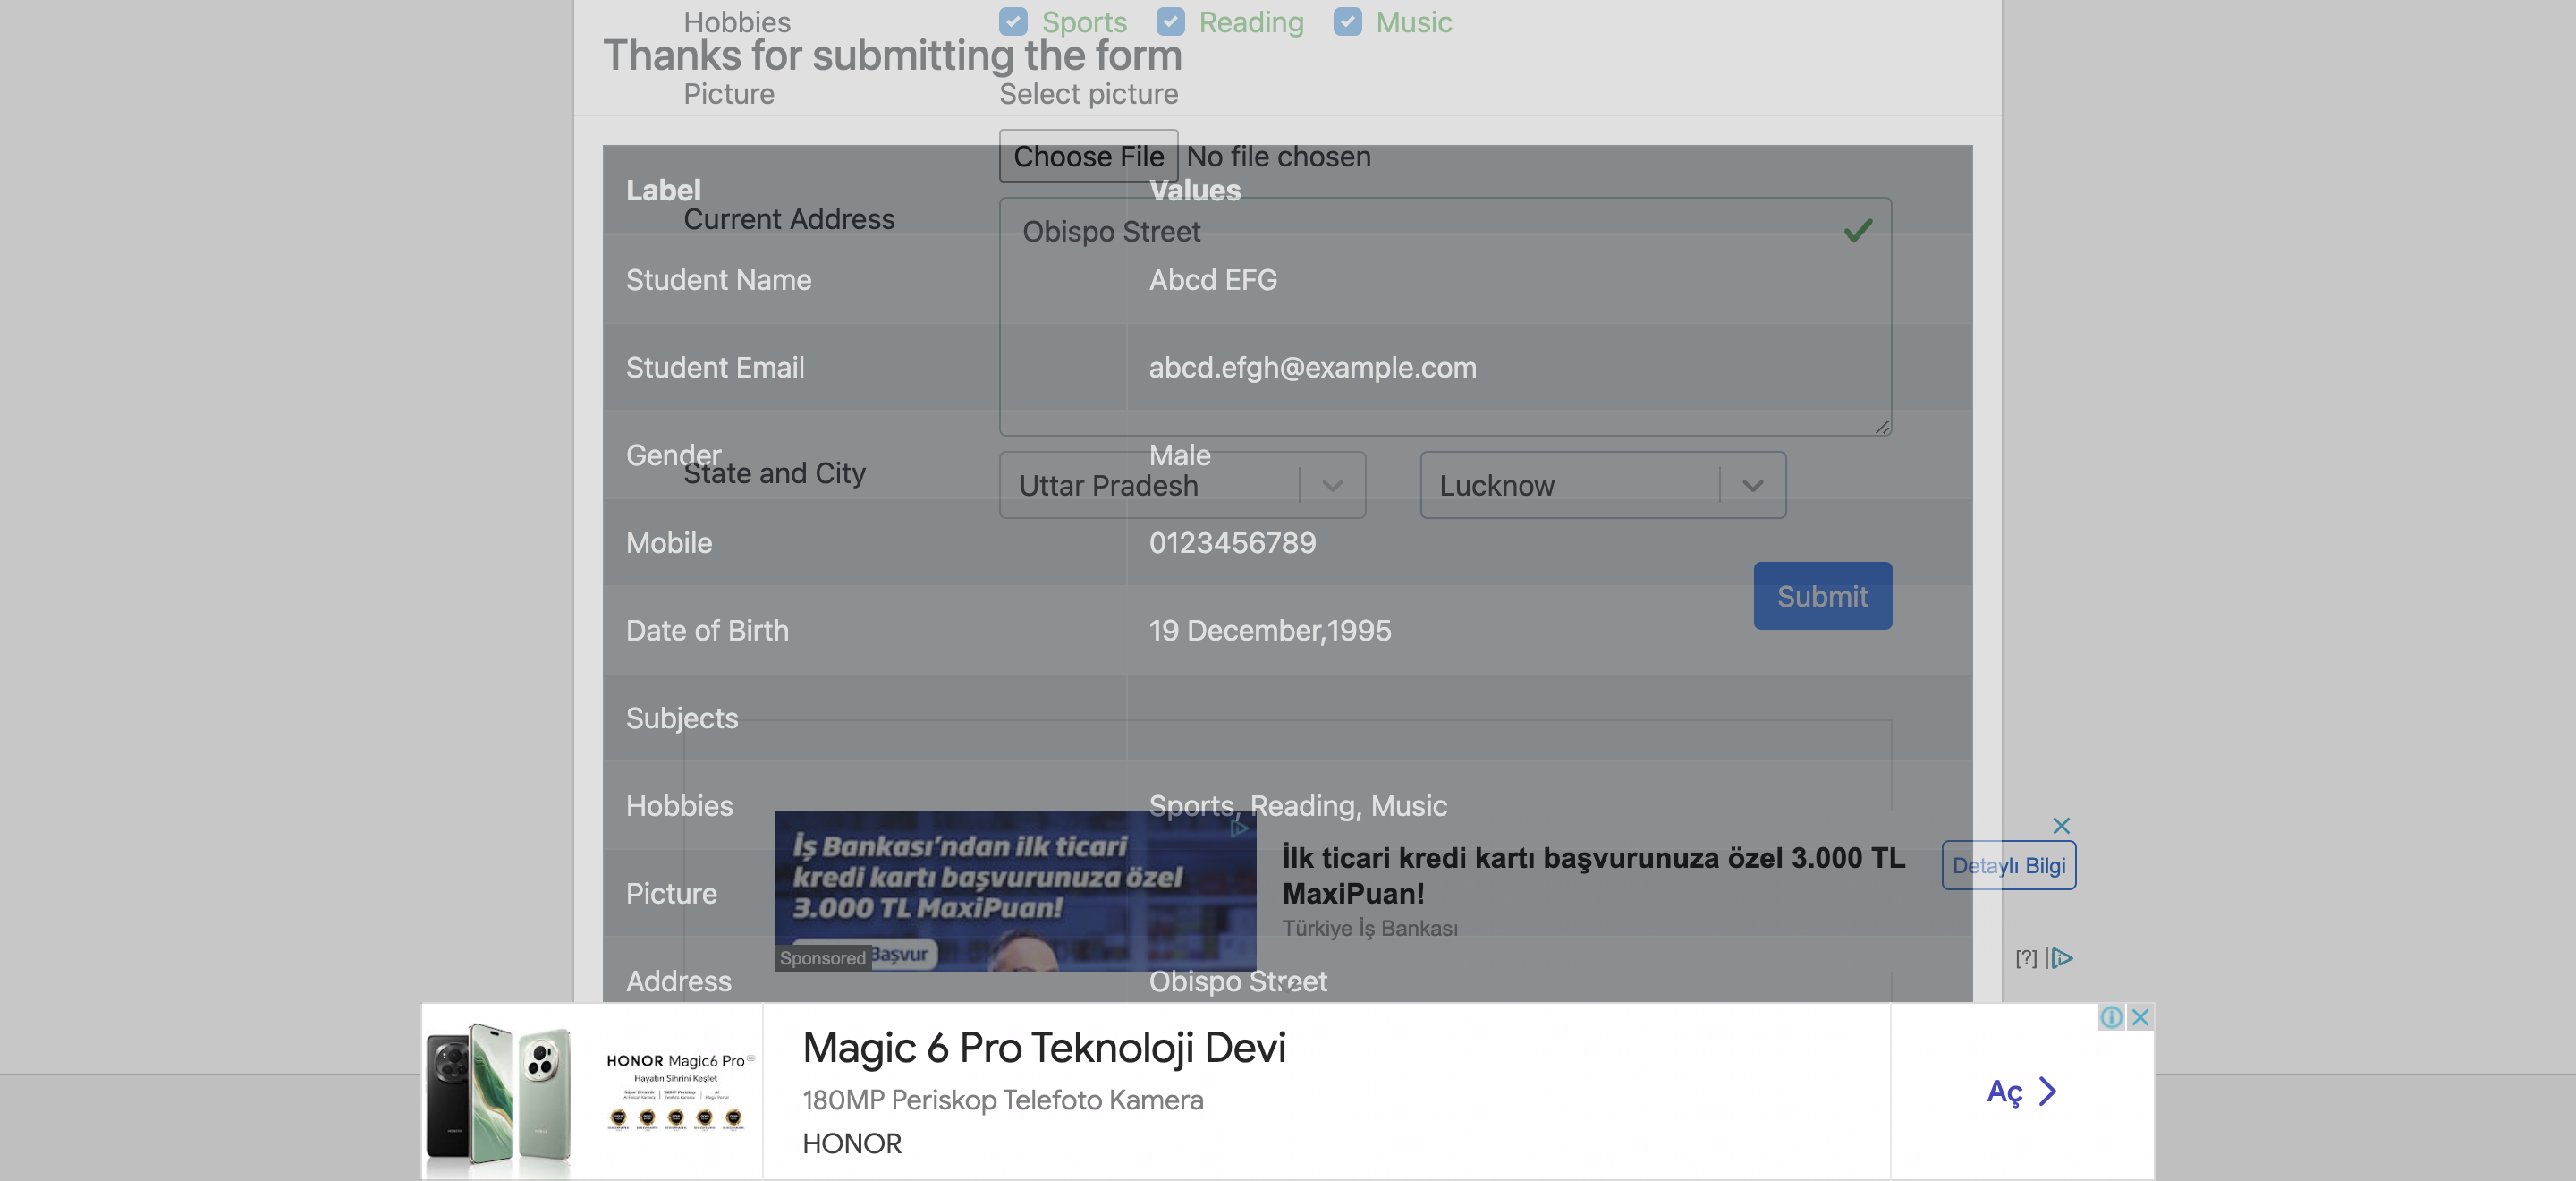 Hobbies Sports Reading Music
Thanks for submitting the form
Picture Select picture
Choose File No file chosen
Label Values
Current Address Obispo Street
Student Name Abcd EFG
Student Email abcd.efgh@example.com
Gender Male
State and City Uttar Pradesh Lucknow
Mobile 0123456789
Submit
Date of Birth 19 December,1995
Subjects
Hobbies Sports, Reading, Music
Picture
İş Bankası'ndan ilk ticari
kredi kartı başvurunuza özel
3.000 TL MaxiPuan!
Sponsored Başvur
İlk ticari kredi kartı başvurunuza özel 3.000 TL
MaxiPuan!
Türkiye İş Bankası
Detaylı Bilgi
[?]
Address Obispo Street
HONOR Magic6 Pro
Hayatın Sihrini Keşfet
Magic 6 Pro Teknoloji Devi
180MP Periskop Telefoto Kamera
HONOR
Aç